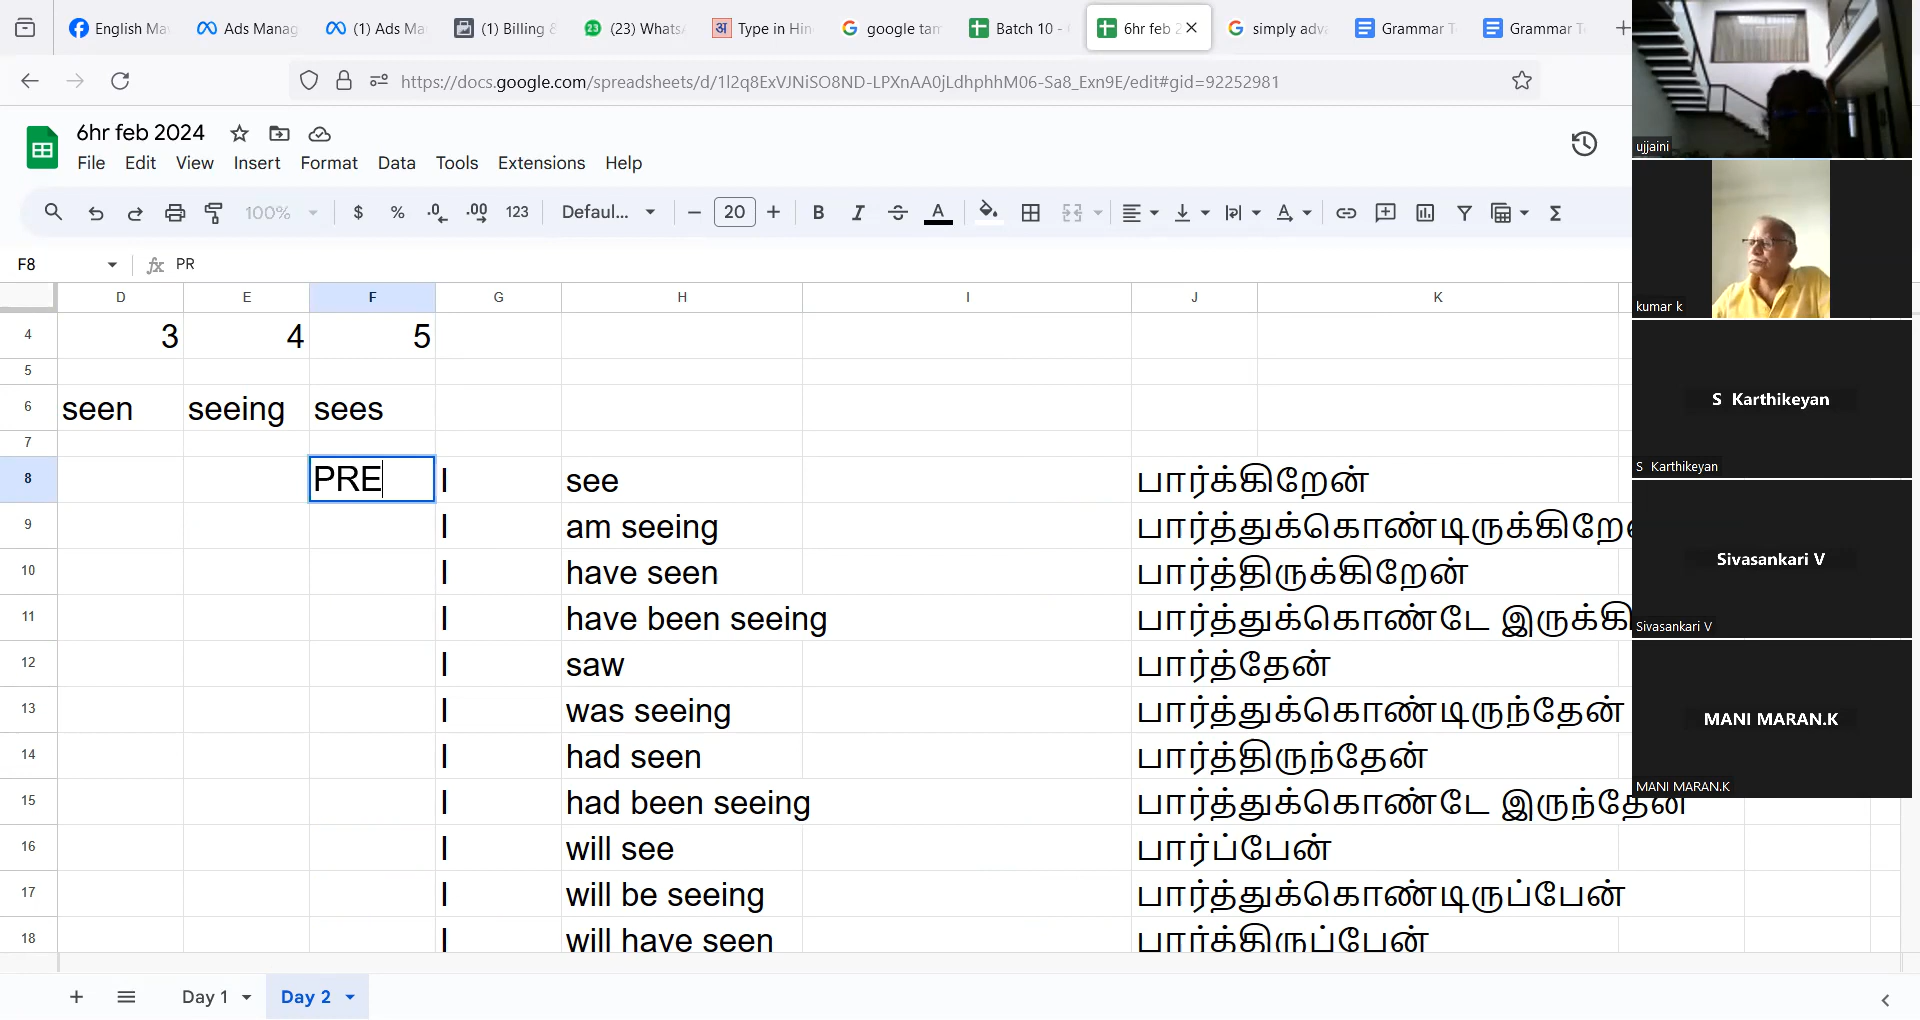 English Ma
Ads Manag
(1) Ads Ma
(1) Billing &
(23) Whats
Type in Hin
google tam
Batch 10 -
6hr feb 2
simply adv
Grammar T
Grammar T
https://docs.google.com/spreadsheets/d/1l2q8ExVJNiSO8ND-LPXnAA0jLdhphhM06-Sa8_Exn9E/edit#gid=92252981
6hr feb 2024
File Edit View Insert Format Data Tools Extensions Help
100% $ % .0 .00 123 Defaul... 20 B I A
F8 fx PR
D E F G H I J K
4 3 4 5
5
6 seen seeing sees
7
8 PRE I see பார்க்கிறேன்
9 I am seeing பார்த்துக்கொண்டிருக்கிறே
10 I have seen பார்த்திருக்கிறேன்
11 I have been seeing பார்த்துக்கொண்டே இருக்கி
12 I saw பார்த்தேன்
13 I was seeing பார்த்துக்கொண்டிருந்தேன்
14 I had seen பார்த்திருந்தேன்
15 I had been seeing பார்த்துக்கொண்டே இருந்தேன்
16 I will see பார்ப்பேன்
17 I will be seeing பார்த்துக்கொண்டிருப்பேன்
18 I will have seen பார்த்திருப்பேன்
Day 1 Day 2
ujjaini
kumar k
S Karthikeyan
S Karthikeyan
Sivasankari V
Sivasankari V
MANI MARAN.K
MANI MARAN.K